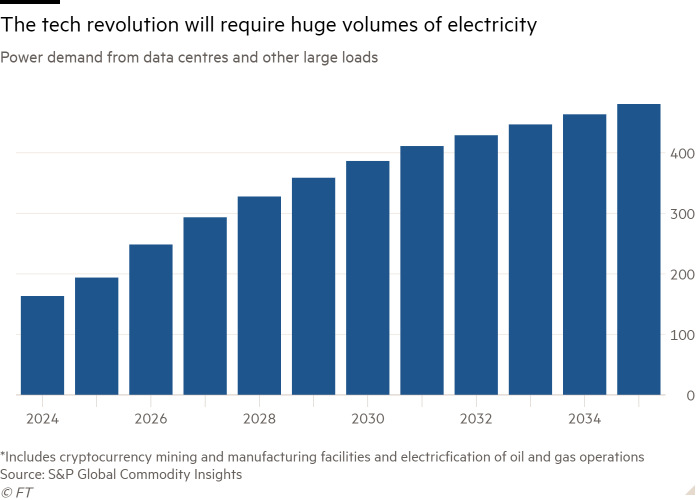 The tech revolution will require huge volumes of electricity
Power demand from data centres and other large loads
400
300
200
100
0
2024 2026 2028 2030 2032 2034
*Includes cryptocurrency mining and manufacturing facilities and electricfication of oil and gas operations
Source: S&P Global Commodity Insights
© FT